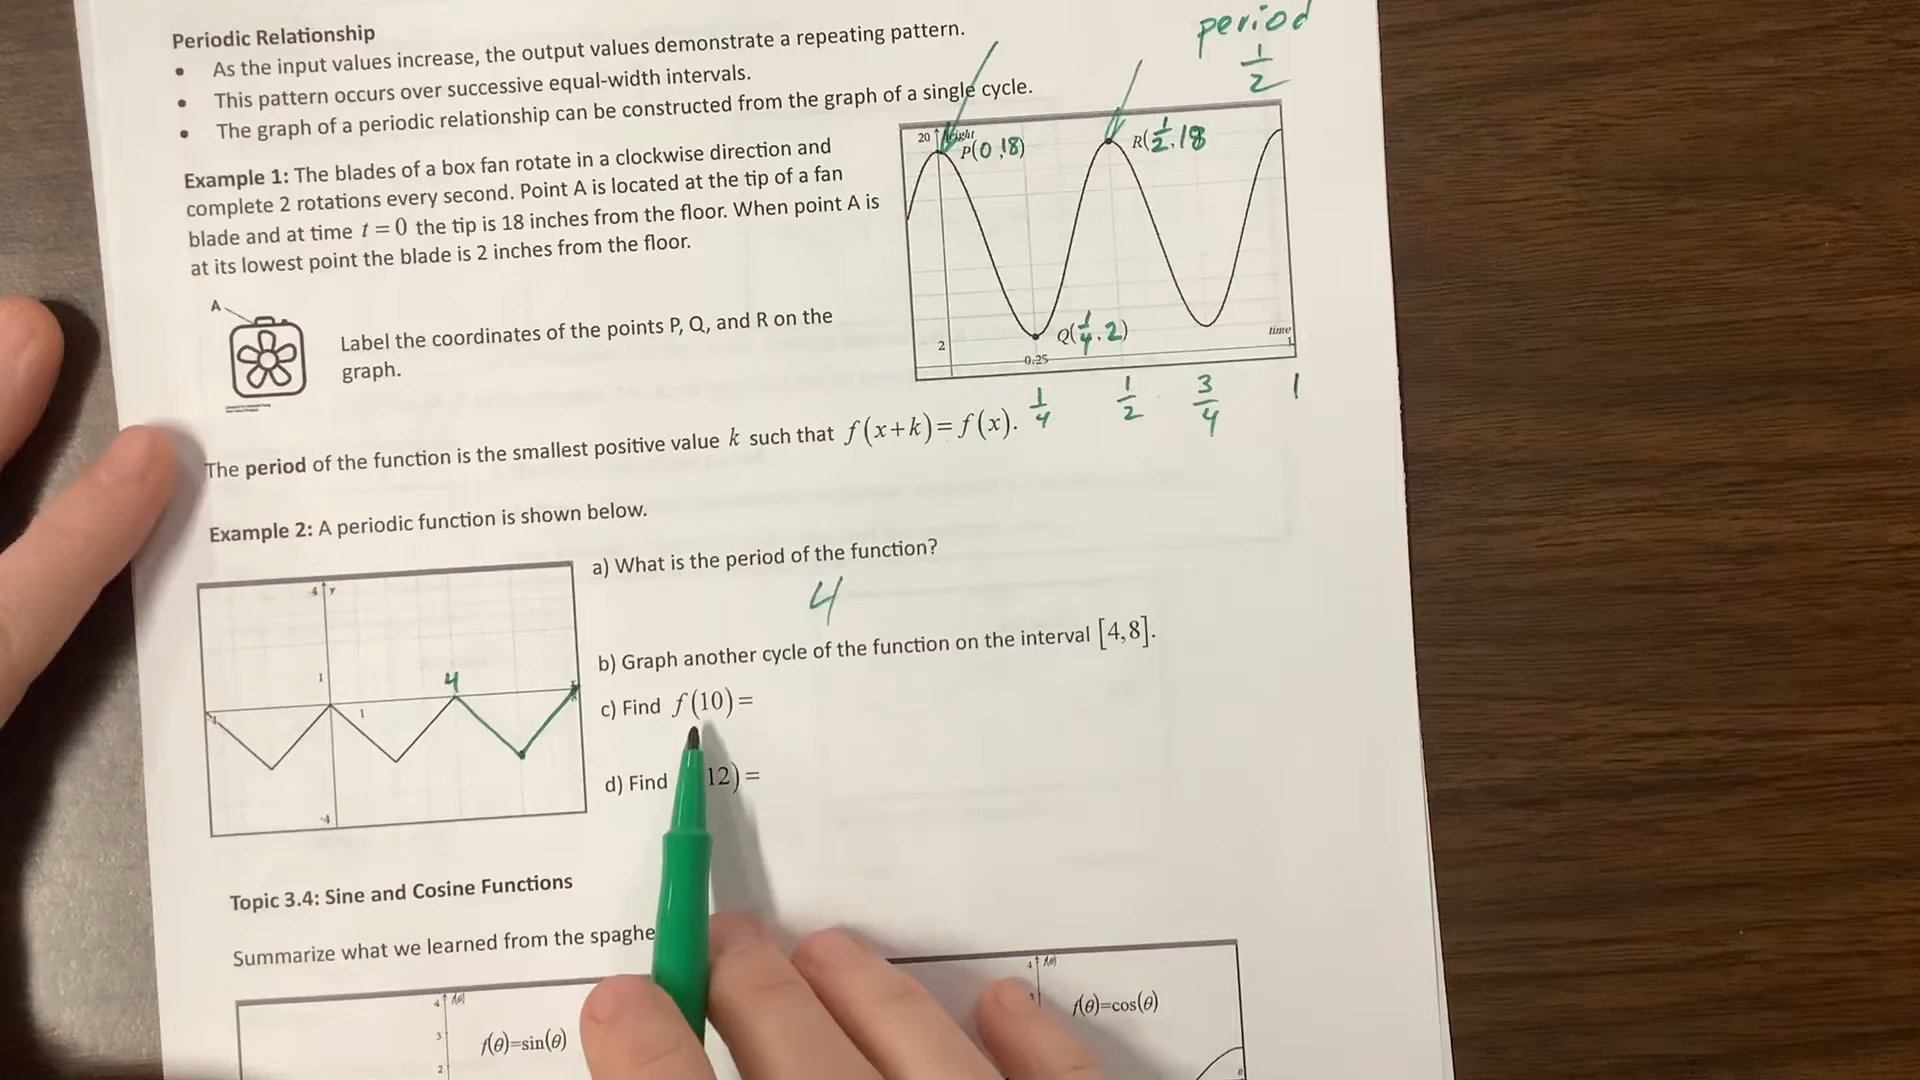 period
1
2
Periodic Relationship
• As the input values increase, the output values demonstrate a repeating pattern.
• This pattern occurs over successive equal-width intervals.
• The graph of a periodic relationship can be constructed from the graph of a single cycle.
Example 1: The blades of a box fan rotate in a clockwise direction and
complete 2 rotations every second. Point A is located at the tip of a fan
blade and at time t = 0 the tip is 18 inches from the floor. When point A is
at its lowest point the blade is 2 inches from the floor.
20
P(0,18)
R(1/2,18
Q(1/4,2)
2
0.25
time
1
1/4 1/2 3/4 1
A
Label the coordinates of the points P, Q, and R on the
graph.
The period of the function is the smallest positive value k such that f(x+k)=f(x).
Example 2: A periodic function is shown below.
4 y
1
4
1
-4
a) What is the period of the function?
4
b) Graph another cycle of the function on the interval [4,8].
c) Find f(10)=
d) Find 12)=
Topic 3.4: Sine and Cosine Functions
Summarize what we learned from the spaghe
4 f(θ)
3
2
f(θ)=sin(θ)
4 f(θ)
3
f(θ)=cos(θ)
θ